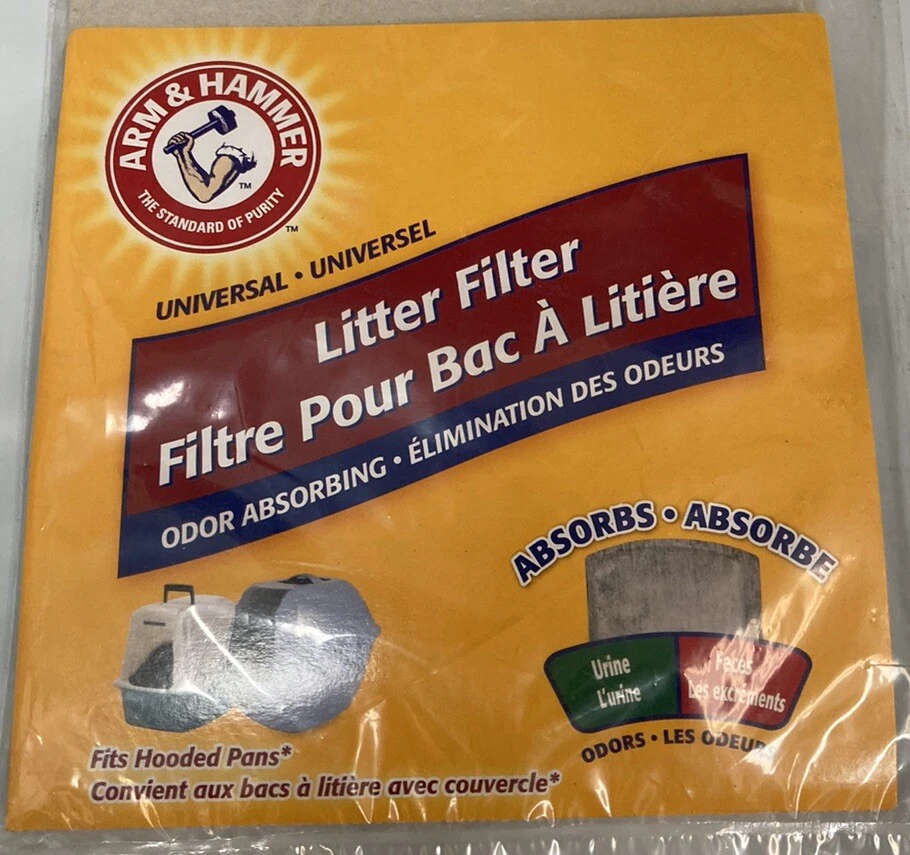 ARM & HAMMER
THE STANDARD OF PURITY
TM
TM
UNIVERSAL • UNIVERSEL
Litter Filter
Filtre Pour Bac À Litière
ODOR ABSORBING • ÉLIMINATION DES ODEURS
ABSORBS • ABSORBE
Urine
L'urine
Feces
Les excréments
ODORS • LES ODEURS
Fits Hooded Pans*
Convient aux bacs à litière avec couvercle*